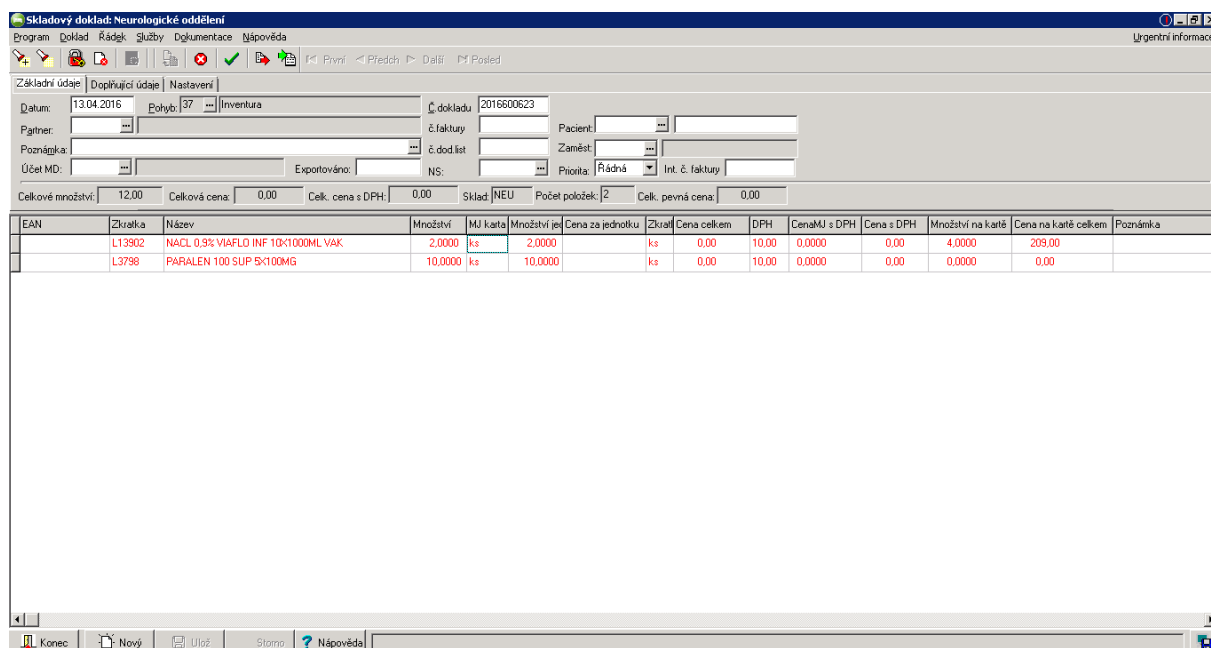 Skladový doklad: Neurologické oddělení
Program Doklad Řádek Služby Dokumentace Nápověda Urgentní informace
První Předch Další Posled
Základní údaje Doplňující údaje Nastavení
Datum: 13.04.2016 Pohyb: 37 ... Inventura Č.dokladu 2016600623
Partner: ... č.faktury Pacient: ...
Poznámka: ... č.dod.list Zaměst: ...
Účet MD: ... Exportováno: NS: ... Priorita: Řádná Int. č. faktury
Celkové množství: 12,00 Celková cena: 0,00 Celk. cena s DPH: 0,00 Sklad: NEU Počet položek: 2 Celk. pevná cena: 0,00
EAN Zkratka Název Množství MJ karta Množství jed Cena za jednotku Zkratl Cena celkem DPH CenaMJ s DPH Cena s DPH Množství na kartě Cena na kartě celkem Poznámka
L13902 NACL 0,9% VIAFLO INF 10X1000ML VAK 2,0000 ks 2,0000 ks 0,00 10,00 0,0000 0,00 4,0000 209,00
L3798 PARALEN 100 SUP 5X100MG 10,0000 ks 10,0000 ks 0,00 10,00 0,0000 0,00 0,0000 0,00
Konec Nový Ulož Storno Nápověda